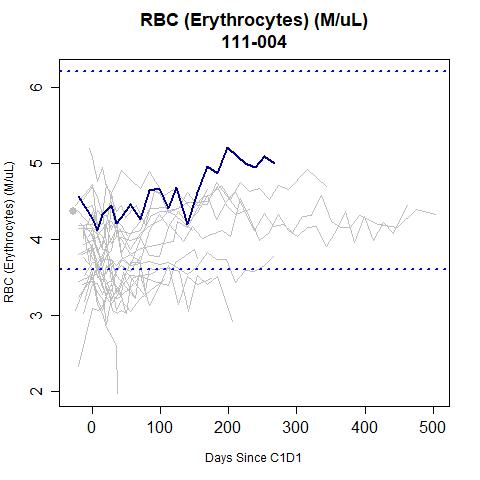 RBC (Erythrocytes) (M/uL)
111-004
RBC (Erythrocytes) (M/uL)
6
5
4
3
2
0 100 200 300 400 500
Days Since C1D1